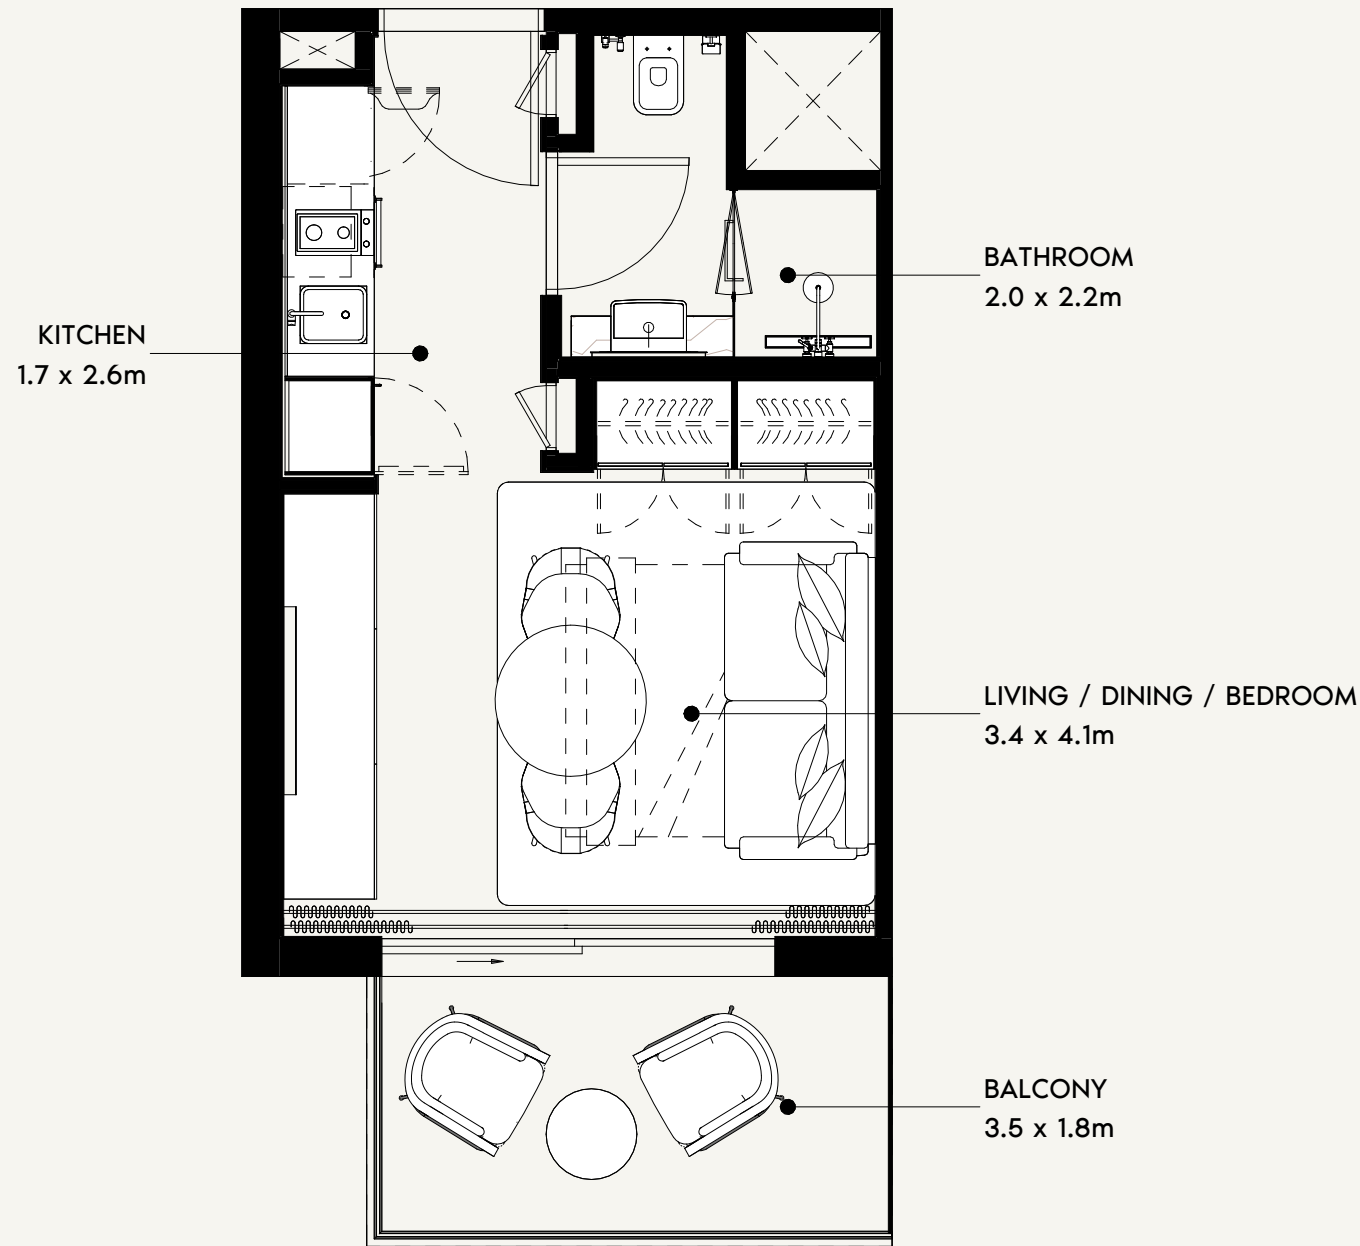 BATHROOM
2.0 x 2.2m
KITCHEN
1.7 x 2.6m
LIVING / DINING / BEDROOM
3.4 x 4.1m
BALCONY
3.5 x 1.8m